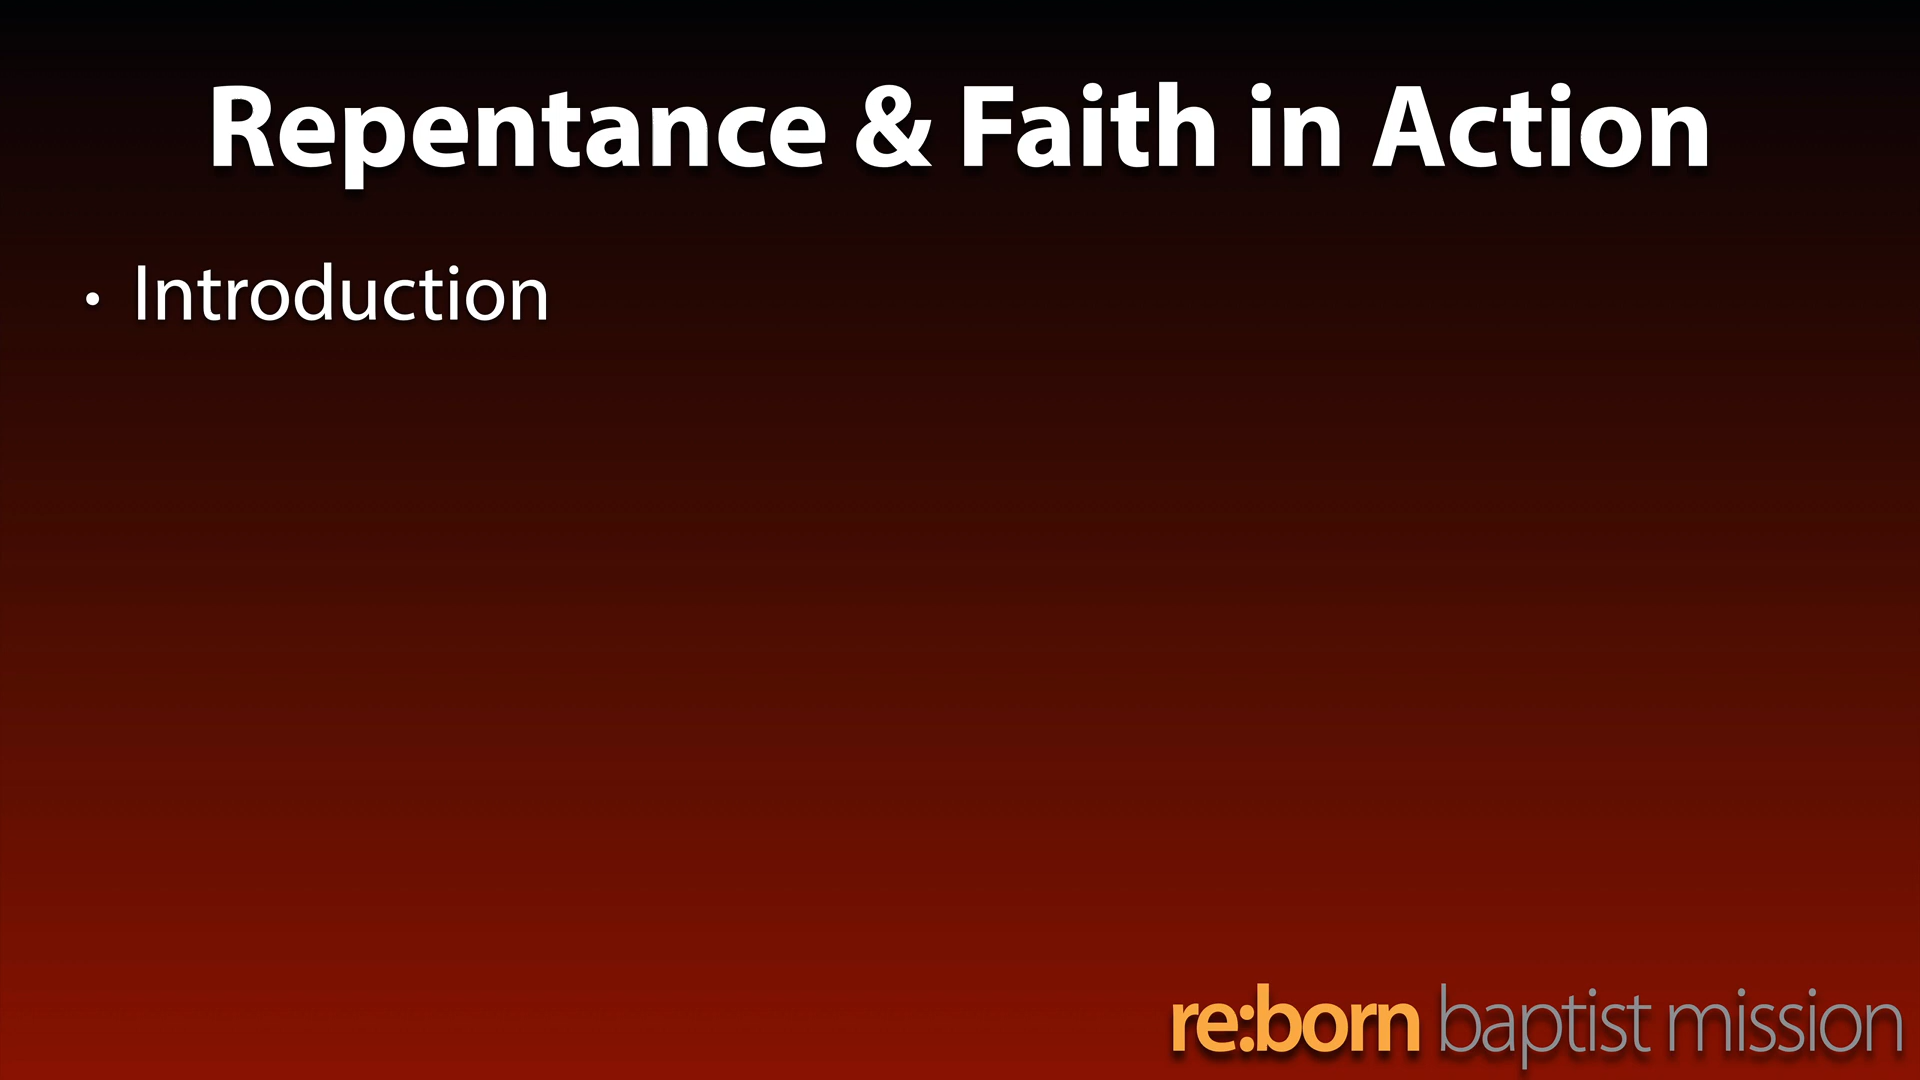 Repentance & Faith in Action
• Introduction
re:born baptist mission